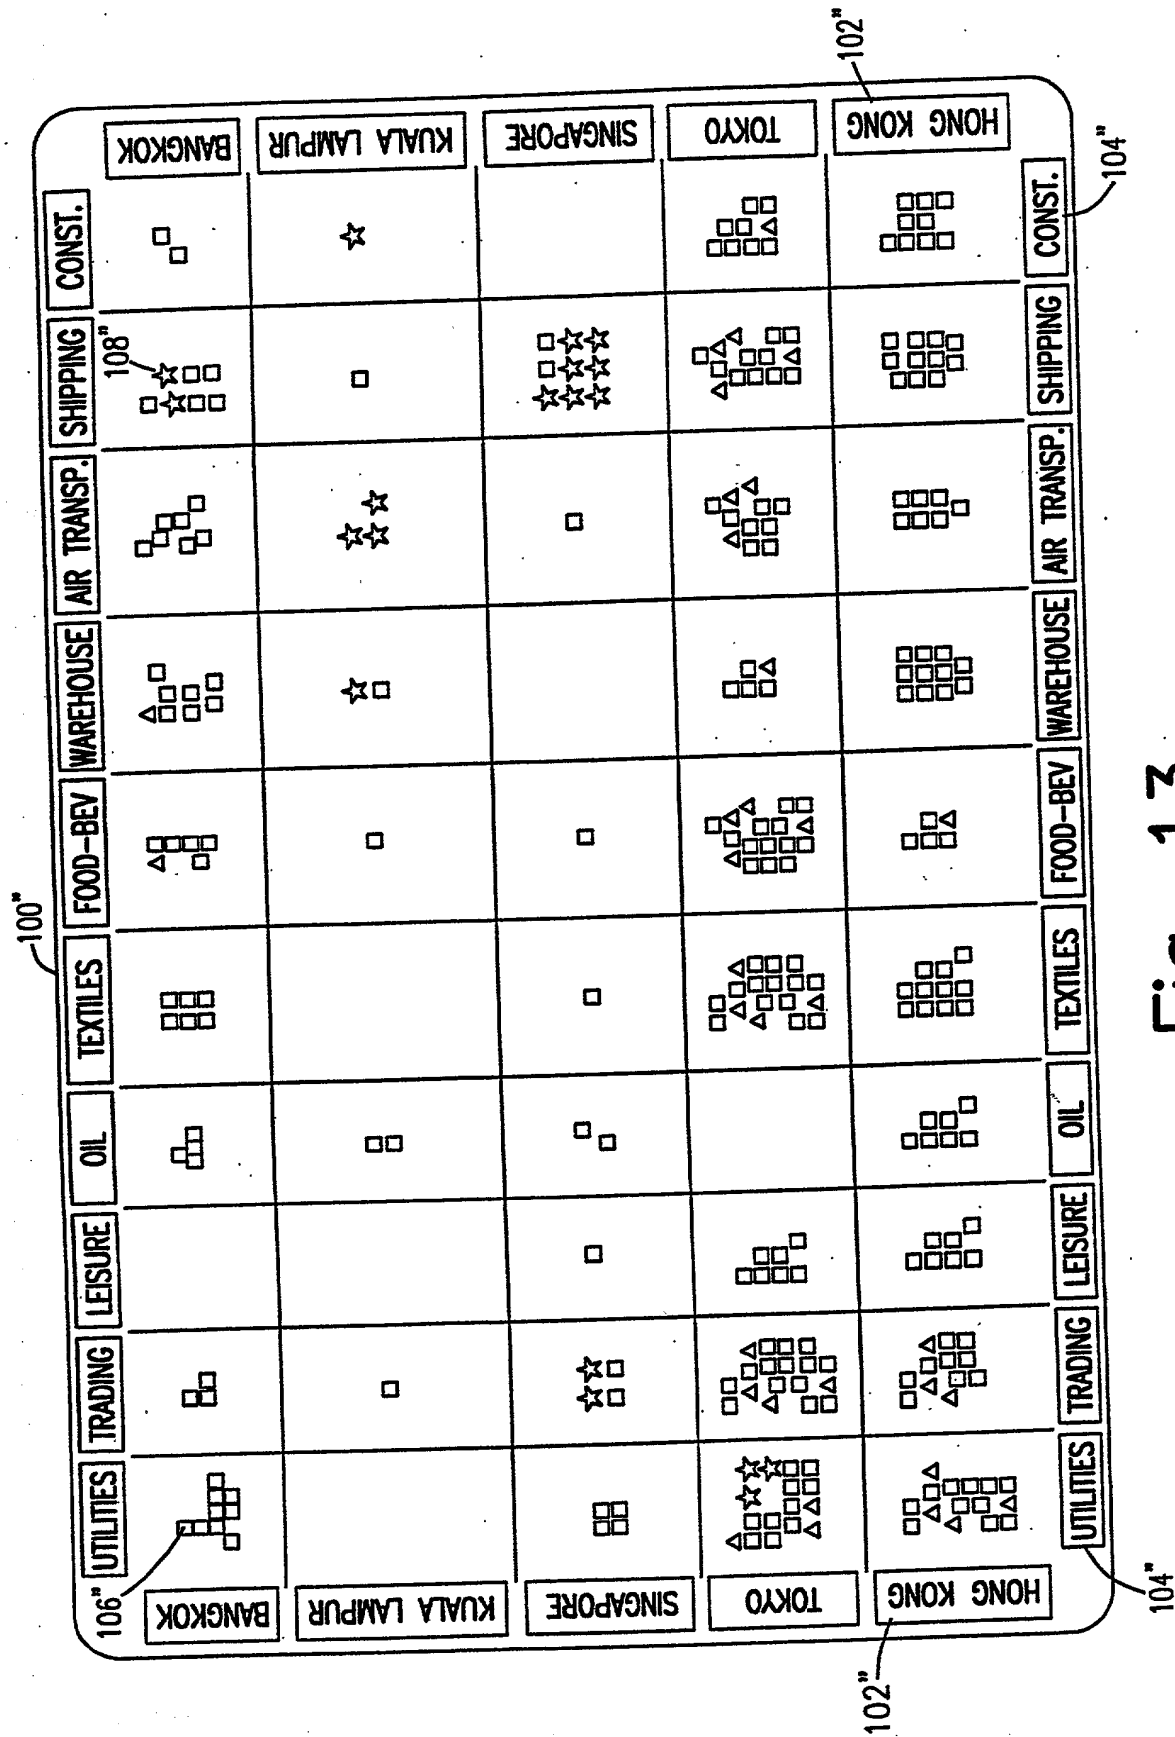 100"
UTILITIES TRADING LEISURE OIL TEXTILES FOOD-BEV WAREHOUSE AIR TRANSP. SHIPPING CONST.
106"
108"
BANGKOK BANGKOK
KUALA LAMPUR KUALA LAMPUR
SINGAPORE SINGAPORE
TOKYO TOKYO
HONG KONG HONG KONG
102" 102"
UTILITIES TRADING LEISURE OIL TEXTILES FOOD-BEV WAREHOUSE AIR TRANSP. SHIPPING CONST.
104" 104"